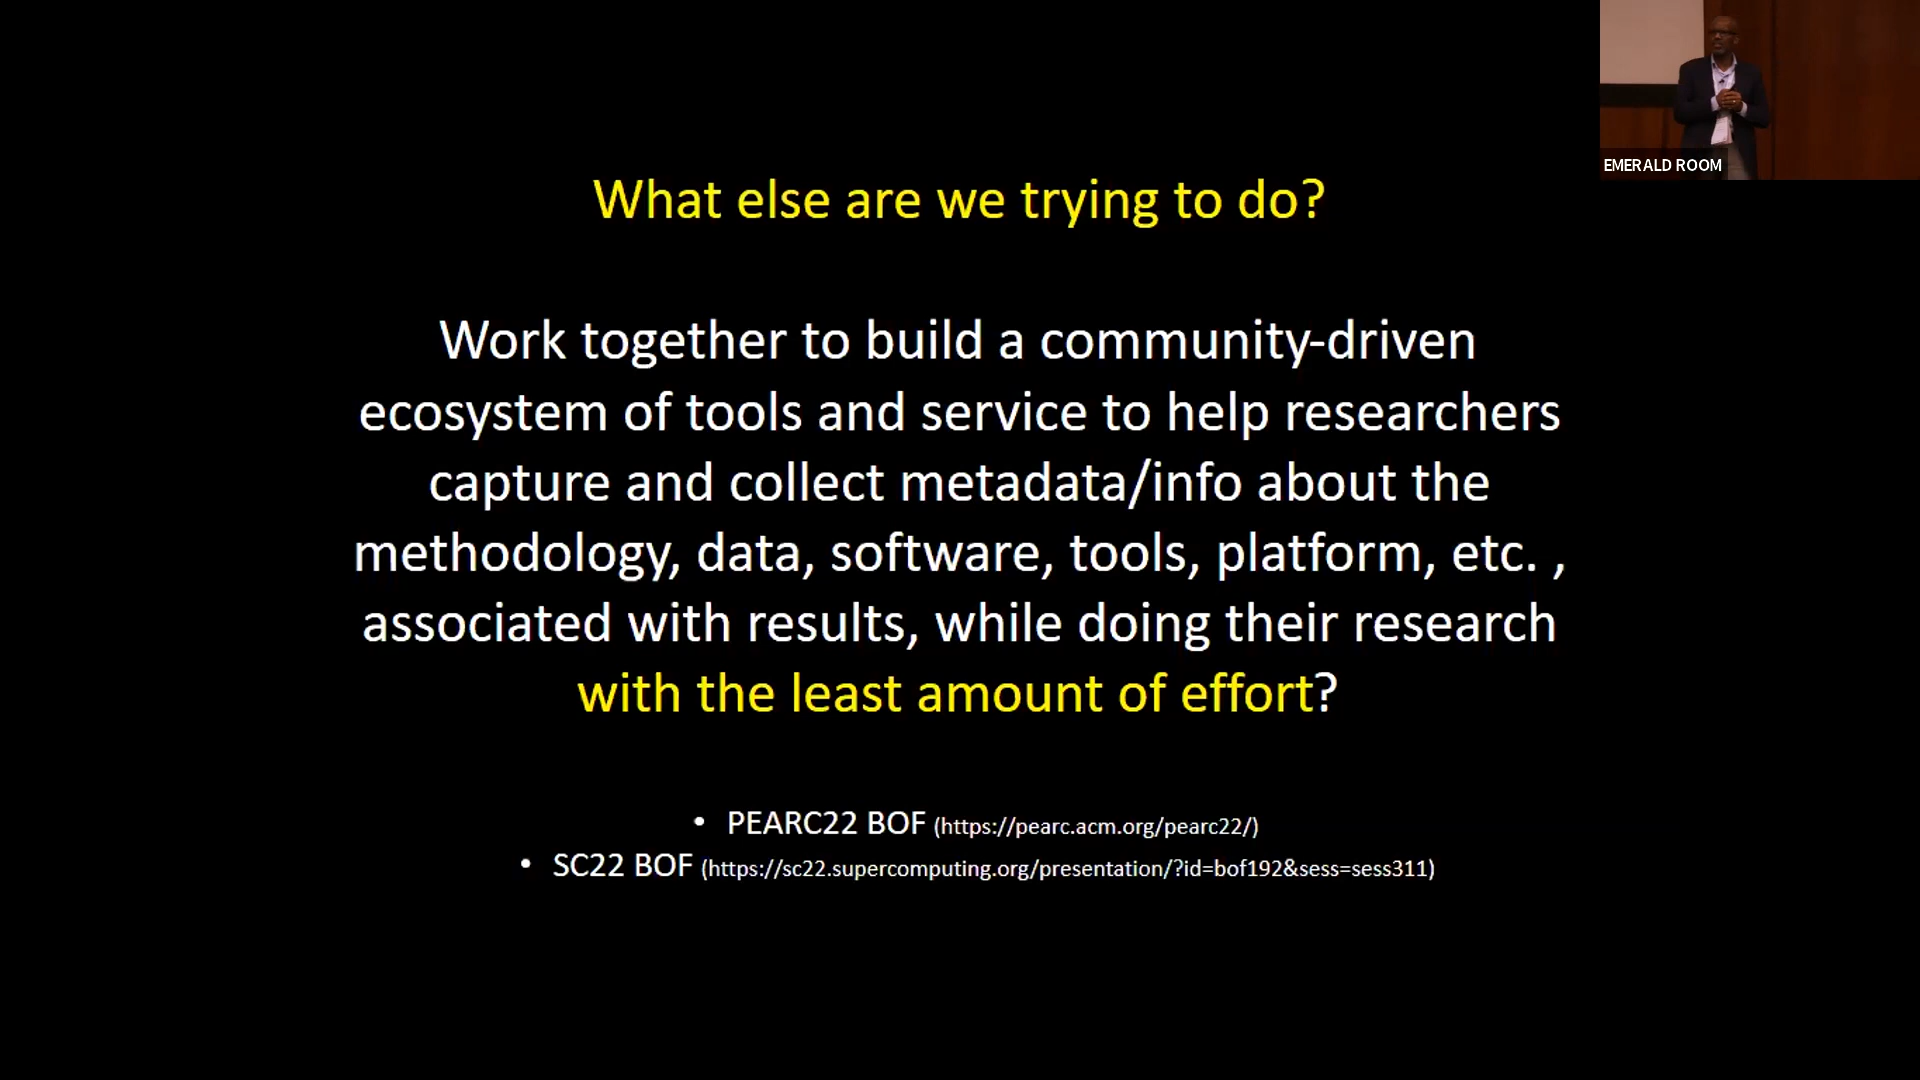 EMERALD ROOM
What else are we trying to do?
Work together to build a community-driven
ecosystem of tools and service to help researchers
capture and collect metadata/info about the
methodology, data, software, tools, platform, etc. ,
associated with results, while doing their research
with the least amount of effort?
• PEARC22 BOF (https://pearc.acm.org/pearc22/)
• SC22 BOF (https://sc22.supercomputing.org/presentation/?id=bof192&sess=sess311)